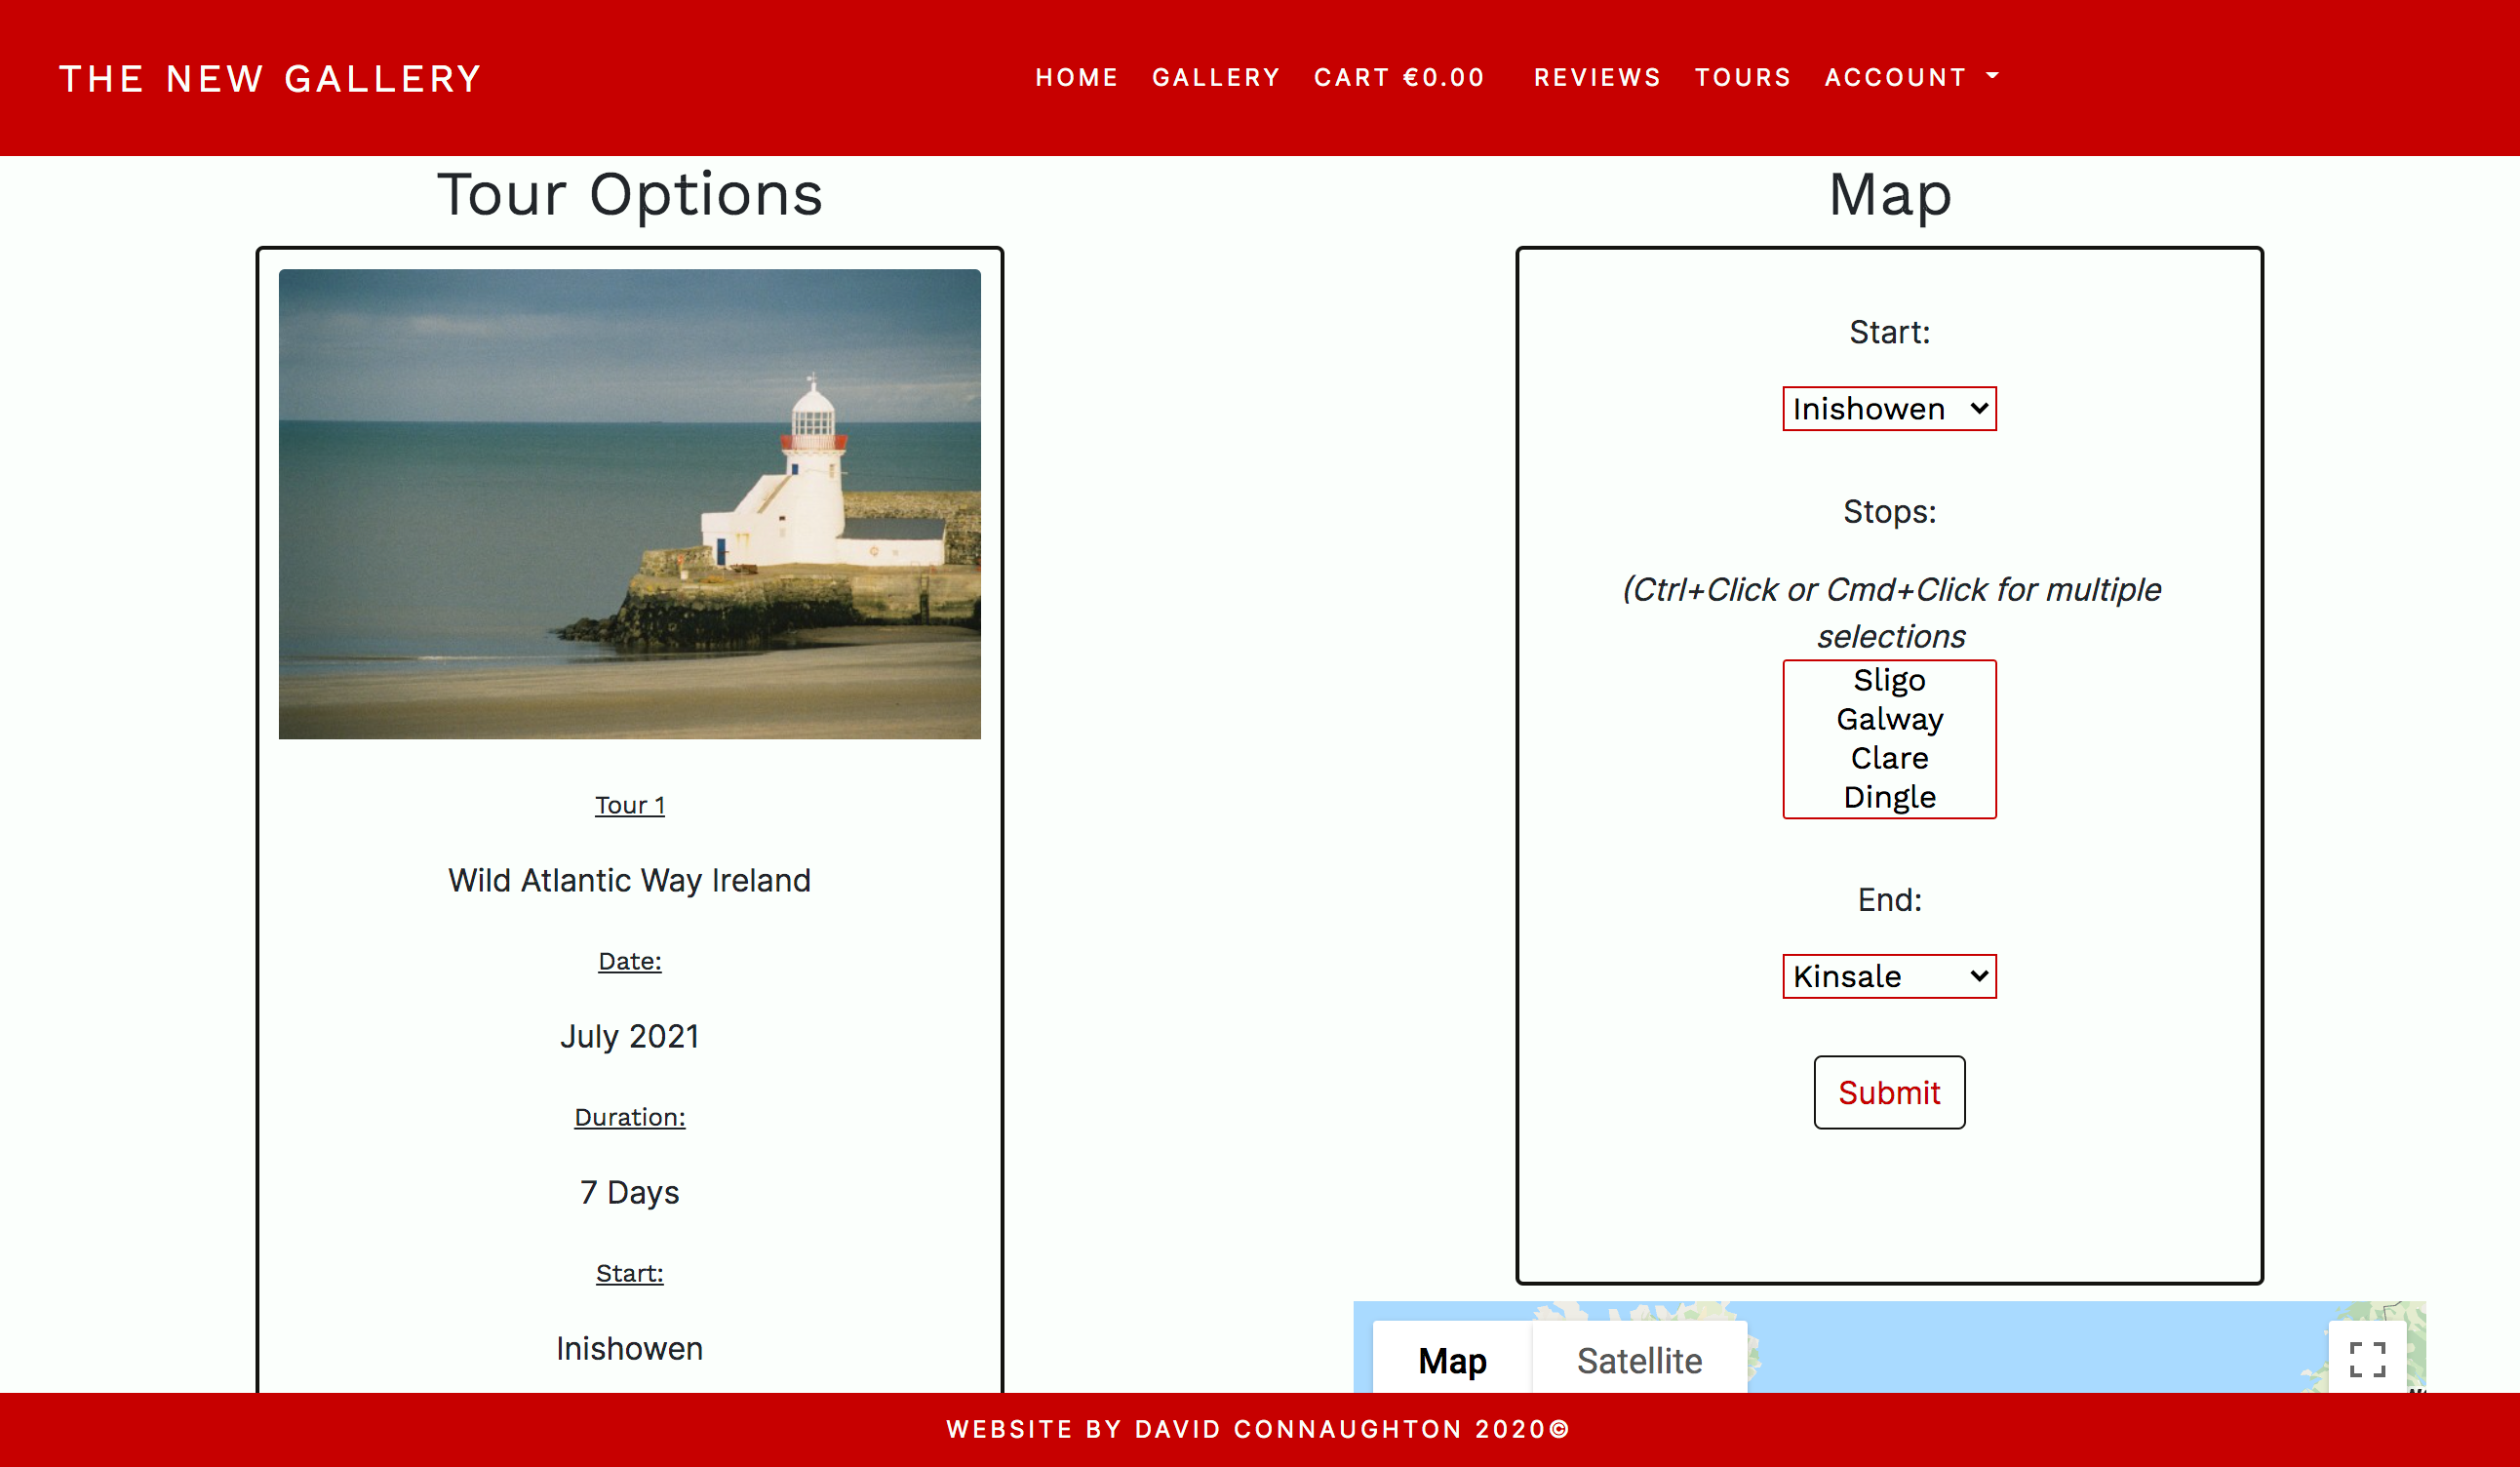 THE NEW GALLERY
HOME GALLERY CART €0.00 REVIEWS TOURS ACCOUNT
Tour Options
Tour 1
Wild Atlantic Way Ireland
Date:
July 2021
Duration:
7 Days
Start:
Inishowen
Map
Start:
Inishowen
Stops:
(Ctrl+Click or Cmd+Click for multiple
selections
Sligo
Galway
Clare
Dingle
End:
Kinsale
Submit
Map Satellite
WEBSITE BY DAVID CONNAUGHTON 2020©